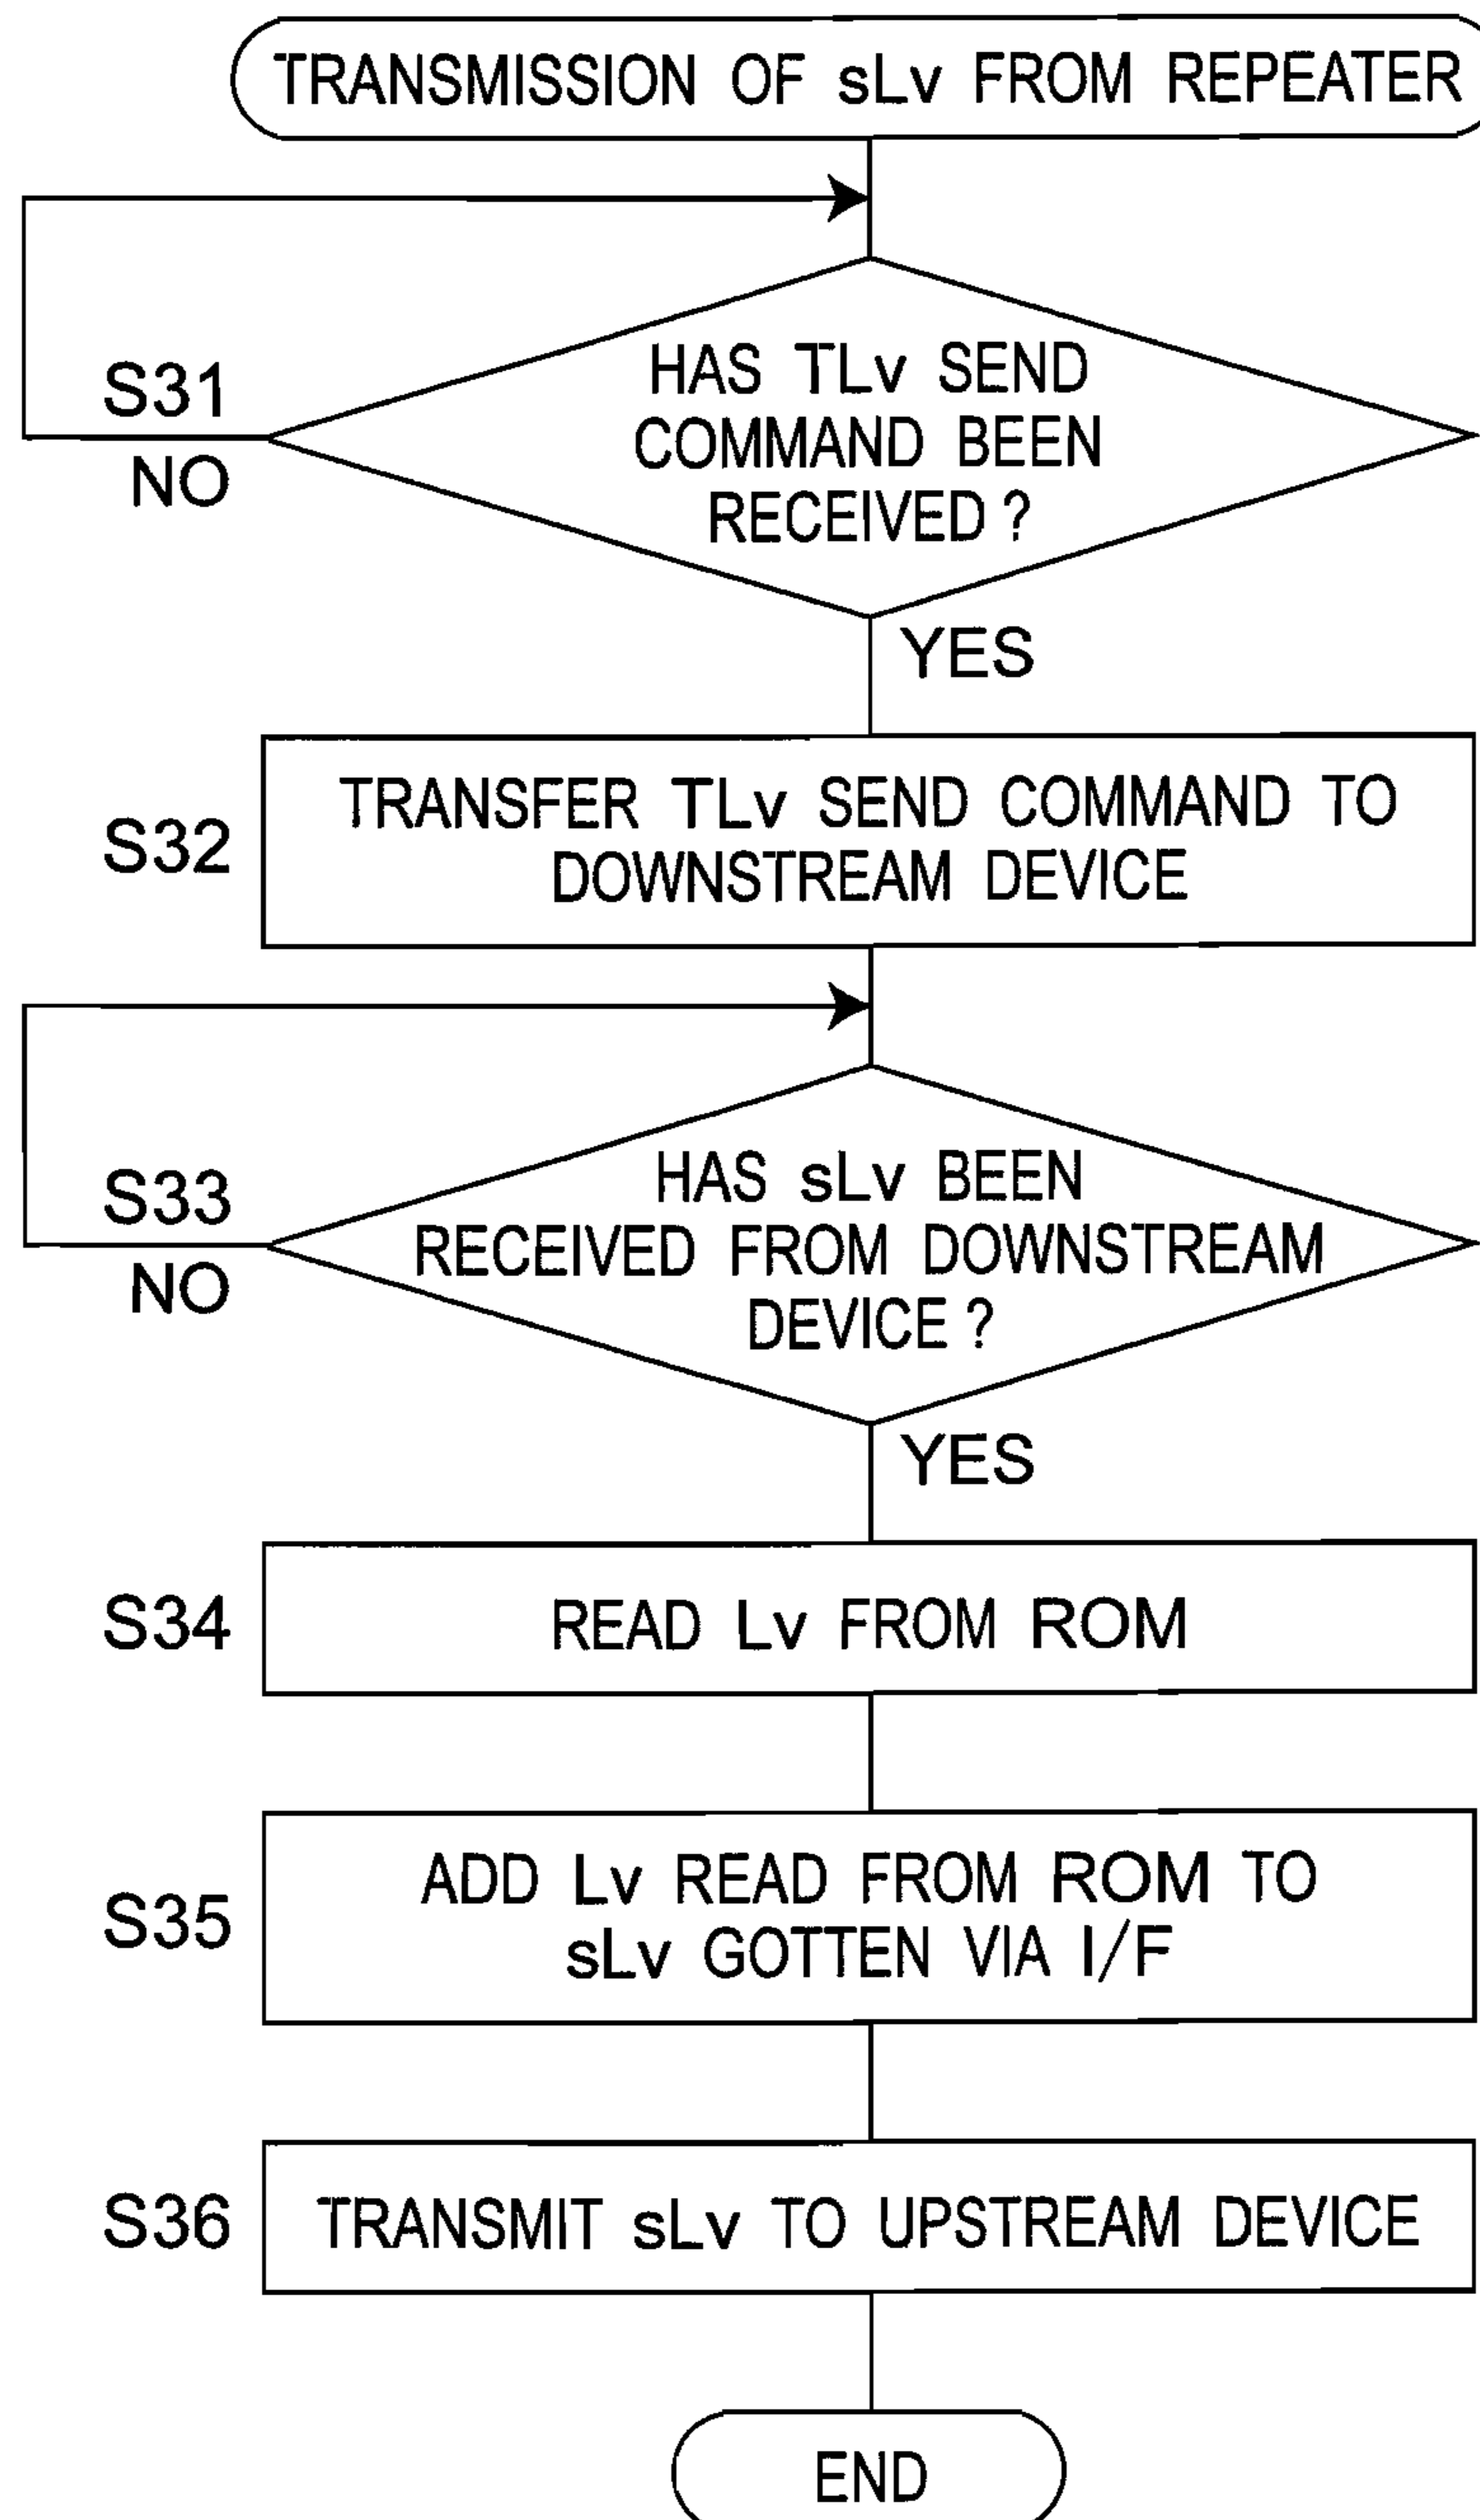 TRANSMISSION OF sLv FROM REPEATER
S31
NO
HAS TLv SEND
COMMAND BEEN
RECEIVED ?
YES
S32
TRANSFER TLv SEND COMMAND TO
DOWNSTREAM DEVICE
S33
NO
HAS sLv BEEN
RECEIVED FROM DOWNSTREAM
DEVICE ?
YES
S34
READ Lv FROM ROM
S35
ADD Lv READ FROM ROM TO
sLv GOTTEN VIA I/F
S36
TRANSMIT sLv TO UPSTREAM DEVICE
END